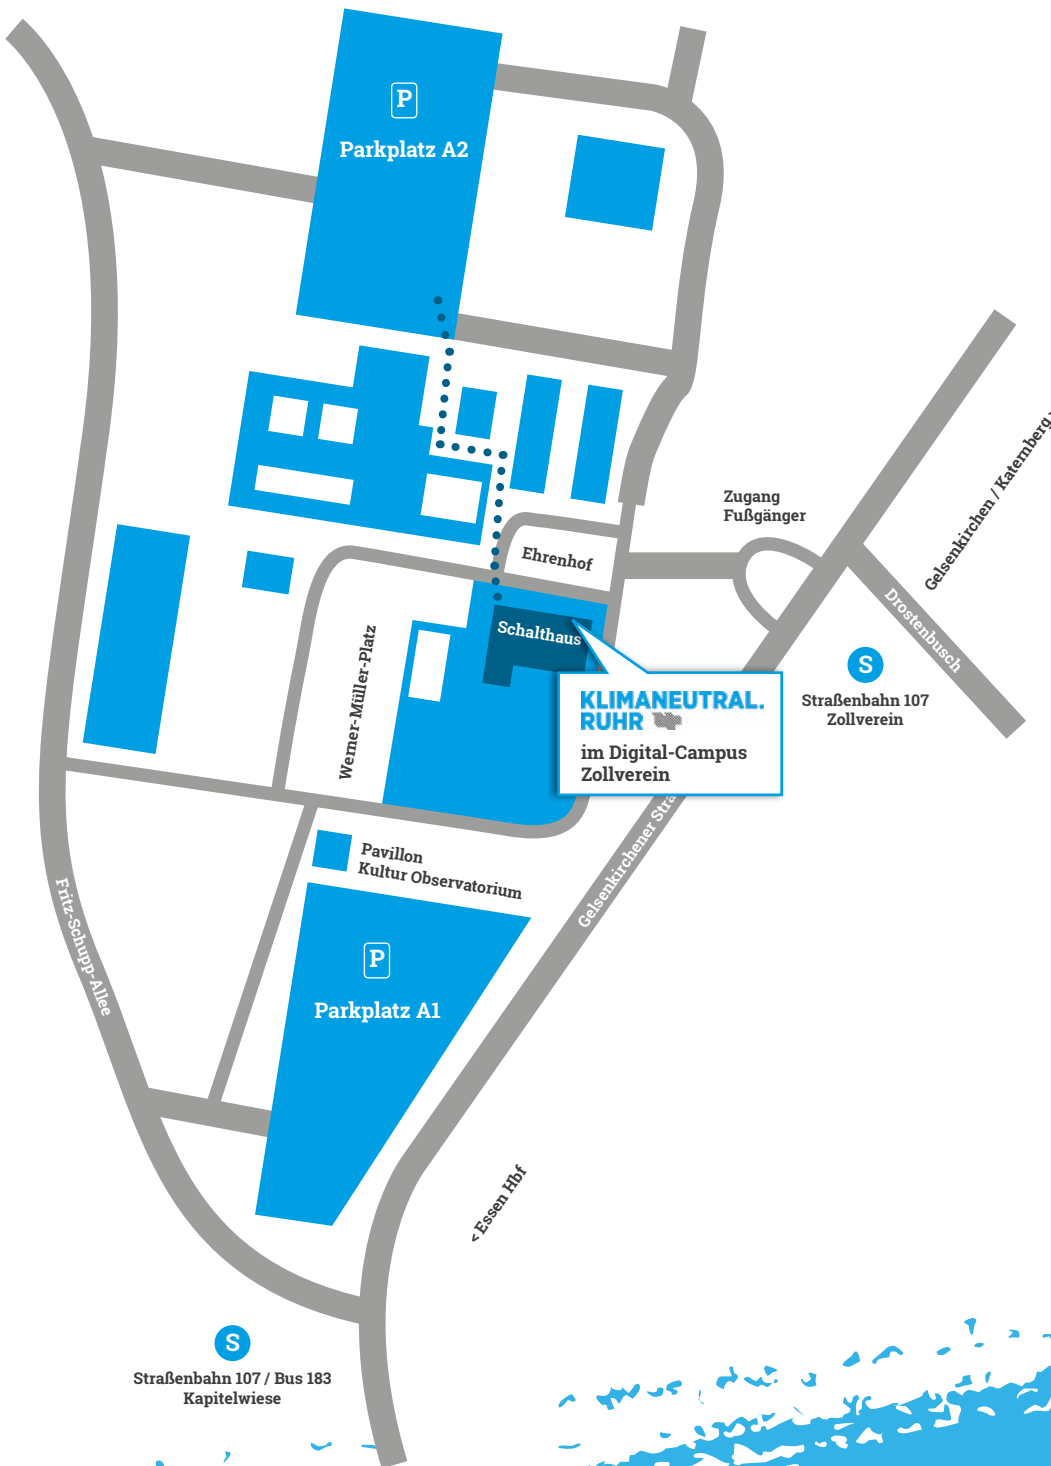 P
Parkplatz A2
Gelsenkirchen / Katernberg
Zugang
Fußgänger
Ehrenhof
Drostenbusch
Schalthaus
Werner-Müller-Platz
S
Straßenbahn 107
Zollverein
KLIMANEUTRAL.
RUHR
im Digital-Campus
Zollverein
Gelsenkirchener
Pavillon
Kultur Observatorium
Fritz-Schupp-Allee
P
Parkplatz A1
< Essen Hbf
S
Straßenbahn 107 / Bus 183
Kapitelwiese